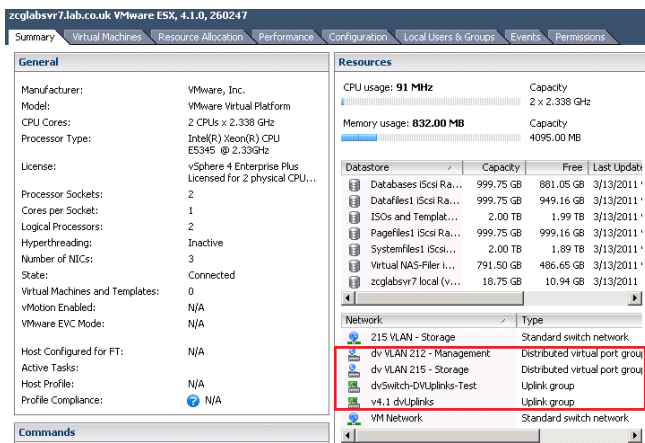 zcglabsvr7.lab.co.uk VMware ESX, 4.1.0, 260247
Summary Virtual Machines Resource Allocation Performance Configuration Local Users & Groups Events Permissions
General
Manufacturer: VMware, Inc.
Model: VMware Virtual Platform
CPU Cores: 2 CPUs x 2.338 GHz
Processor Type: Intel(R) Xeon(R) CPU
E5345 @ 2.33GHz
License: vSphere 4 Enterprise Plus
Licensed for 2 physical CPU...
Processor Sockets: 2
Cores per Socket: 1
Logical Processors: 2
Hyperthreading: Inactive
Number of NICs: 3
State: Connected
Virtual Machines and Templates: 0
vMotion Enabled: N/A
VMware EVC Mode: N/A
Host Configured for FT: N/A
Active Tasks:
Host Profile: N/A
Profile Compliance: N/A
Commands
Resources
CPU usage: 91 MHz Capacity
2 x 2.338 GHz
Memory usage: 832.00 MB Capacity
4095.00 MB
Datastore Capacity Free Last Update
Databases iScsi Ra... 999.75 GB 881.05 GB 3/13/2011
Datafiles1 iScsi Ra... 999.75 GB 949.16 GB 3/13/2011
ISOs and Templat... 2.00 TB 1.99 TB 3/13/2011
Pagefiles1 iScsi Ra... 999.75 GB 999.16 GB 3/13/2011
Systemfiles1 iScsi... 2.00 TB 1.89 TB 3/13/2011
Virtual NAS-Filer i... 791.50 GB 486.65 GB 3/13/2011
zcglabsvr7 local (v... 18.75 GB 10.94 GB 3/13/2011
Network Type
215 VLAN - Storage Standard switch network
dv VLAN 212 - Management Distributed virtual port group
dv VLAN 215 - Storage Distributed virtual port group
dvSwitch-DVUplinks-Test Uplink group
v4.1 dvUplinks Uplink group
VM Network Standard switch network